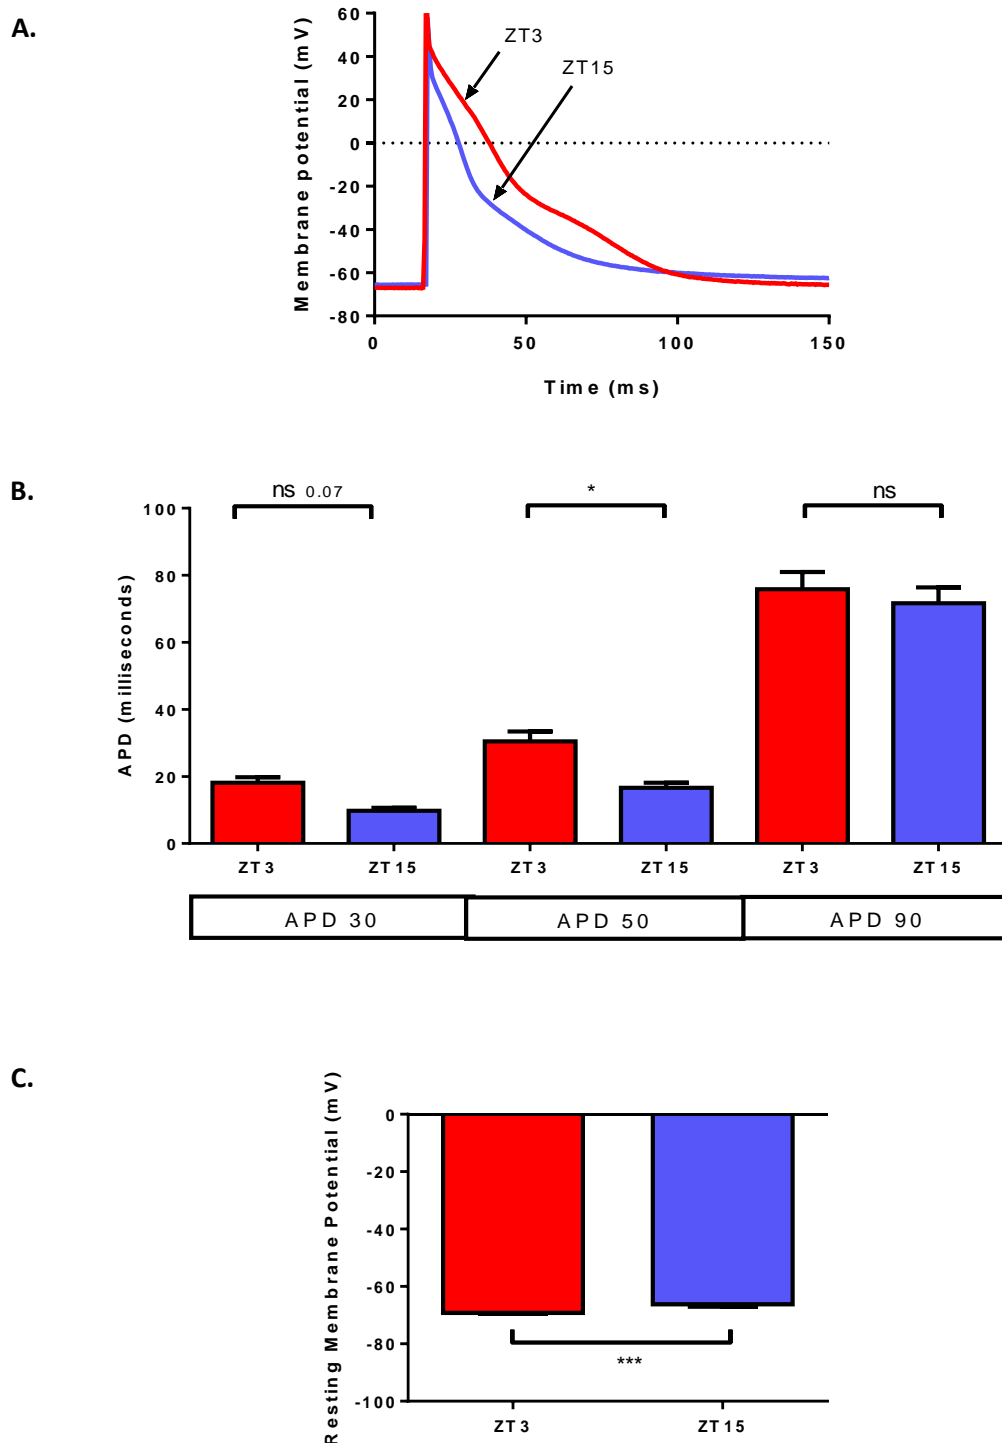 A.
Membrane potential (mV)
60
40
20
0
-20
-40
-60
-80
ZT3
ZT15
0 50 100 150
Time (ms)
B.
ns 0.07 * ns
APD (milliseconds)
100
80
60
40
20
0
ZT3 ZT15 ZT3 ZT15 ZT3 ZT15
APD 30 APD 50 APD 90
C.
Resting Membrane Potential (mV)
0
-20
-40
-60
-80
-100
***
ZT3 ZT15